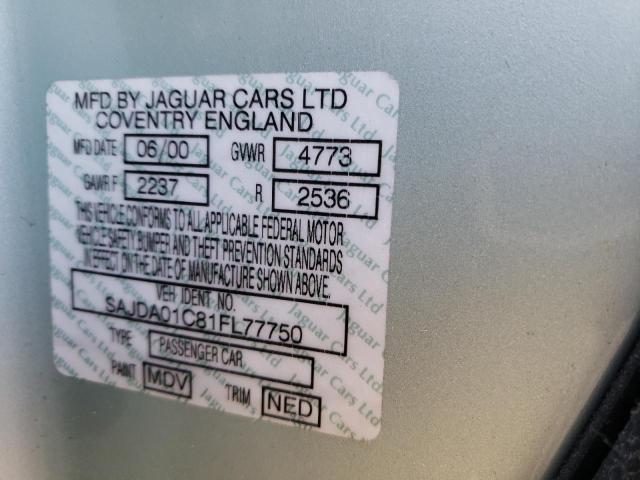 MFD BY JAGUAR CARS LTD
COVENTRY ENGLAND
MFD DATE 06/00 GVWR 4773
GAWR F 2237 R 2536
THIS VEHICLE CONFORMS TO ALL APPLICABLE FEDERAL MOTOR
VEHICLE SAFETY BUMPER AND THEFT PREVENTION STANDARDS
IN EFFECT ON THE DATE OF MANUFACTURE SHOWN ABOVE.
VEH IDENT NO.
SAJDA01C81FL77750
TYPE PASSENGER CAR
PAINT MDV TRIM NED